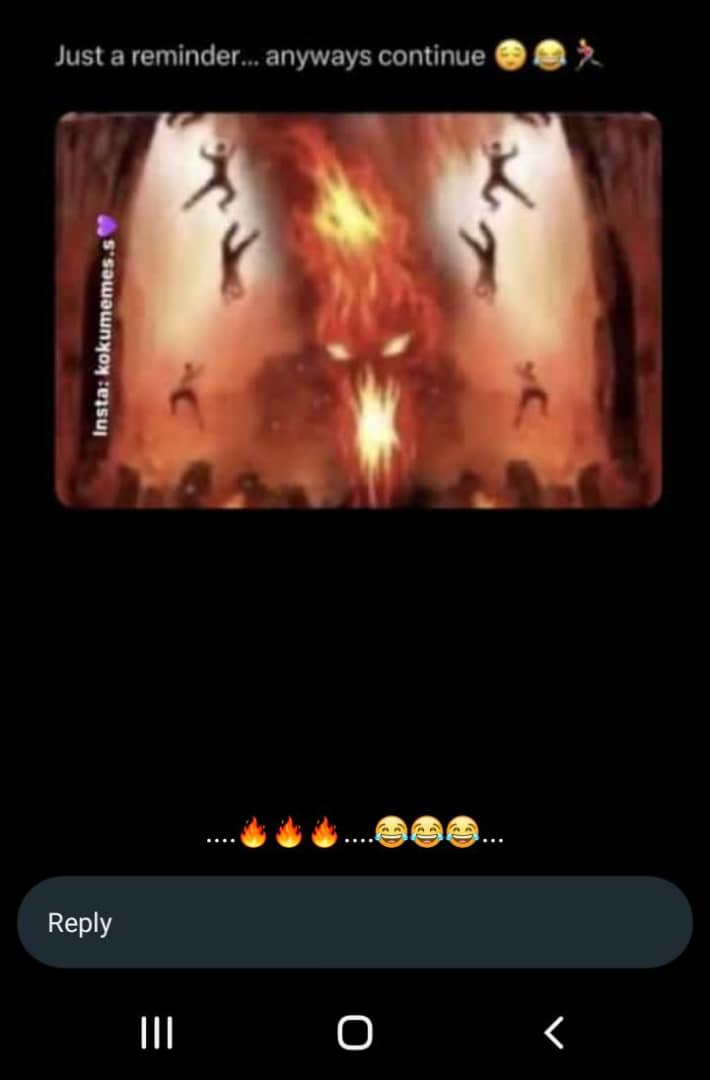 Just a reminder... anyways continue 😌😂🏃
Insta: kokumemes.s💜
....🔥🔥🔥....😂😂😂...
Reply